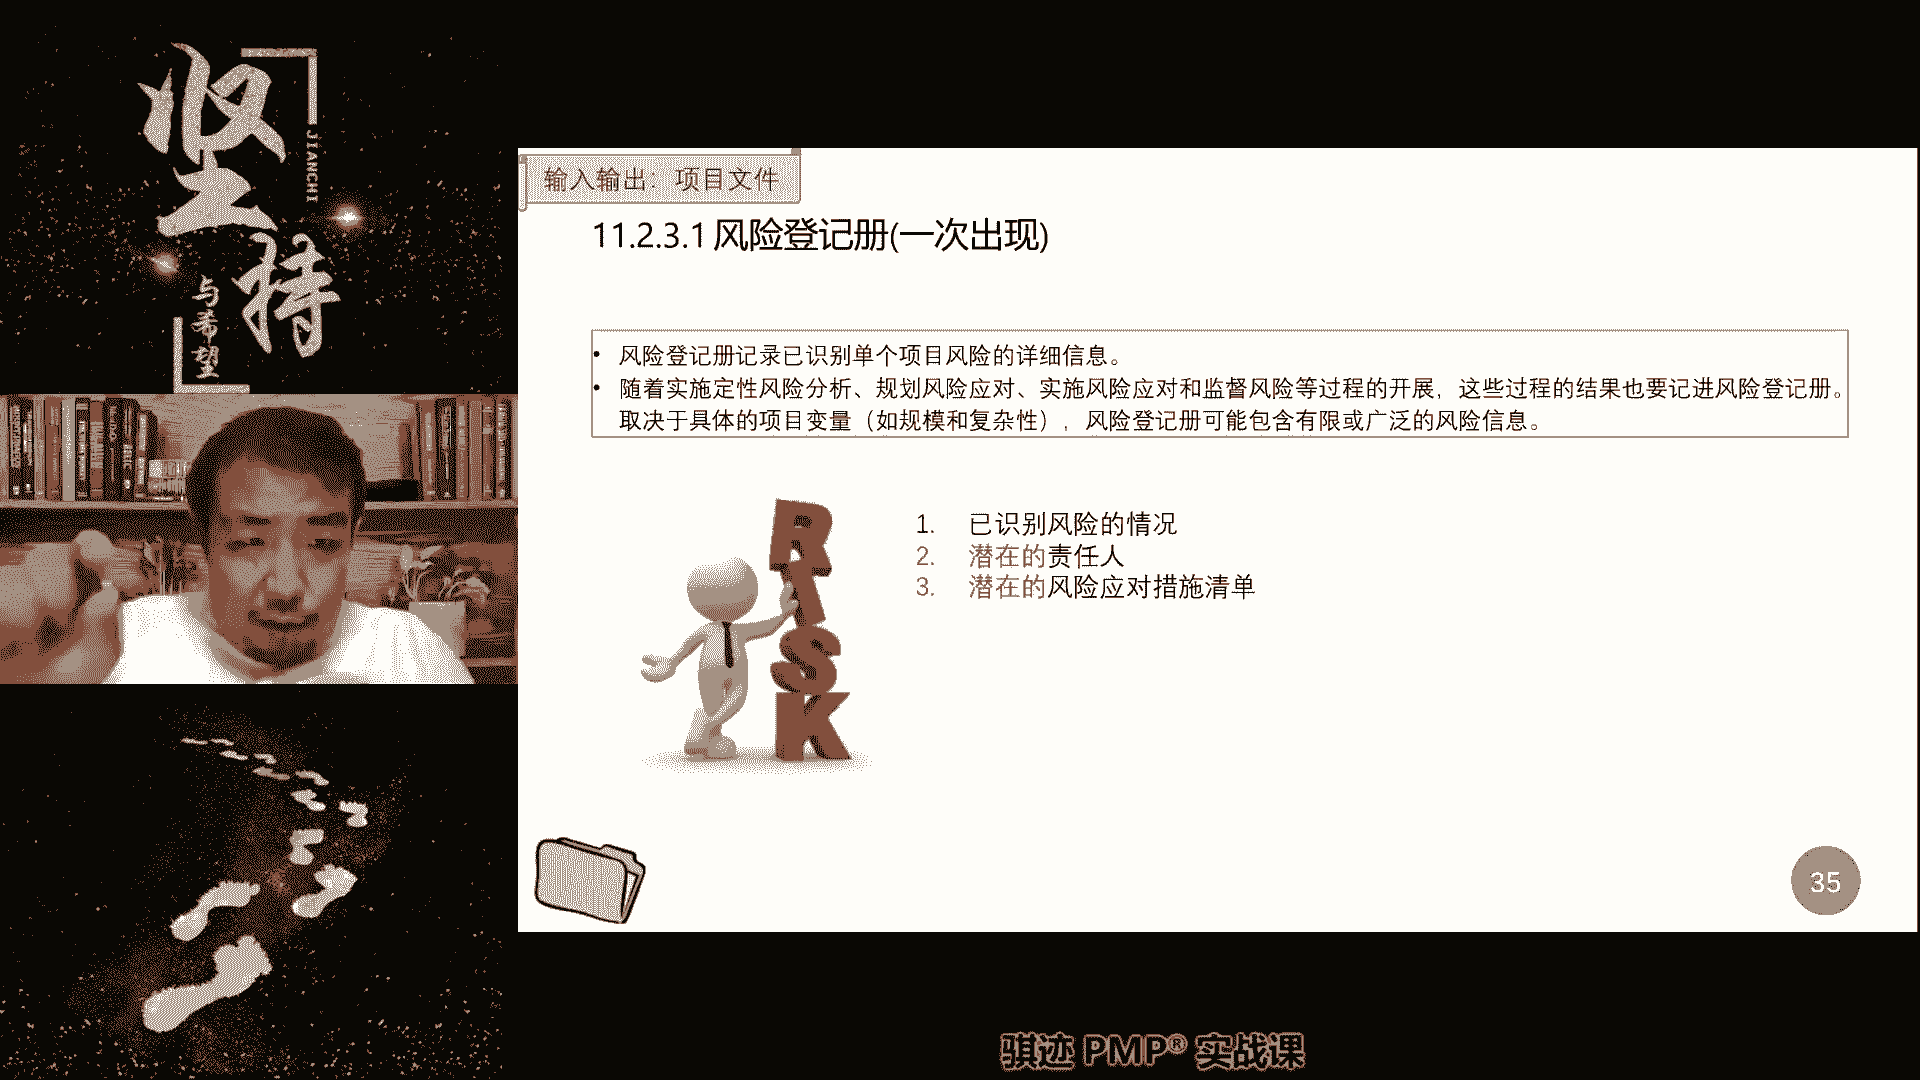 坚持
JIANCHI
与希望
输入输出：项目文件
11.2.3.1 风险登记册(一次出现)
• 风险登记册记录已识别单个项目风险的详细信息。
• 随着实施定性风险分析、规划风险应对、实施风险应对和监督风险等过程的开展，这些过程的结果也要记进风险登记册。
取决于具体的项目变量（如规模和复杂性），风险登记册可能包含有限或广泛的风险信息。
RISK
1. 已识别风险的情况
2. 潜在的责任人
3. 潜在的风险应对措施清单
35
骐迹 PMP® 实战课